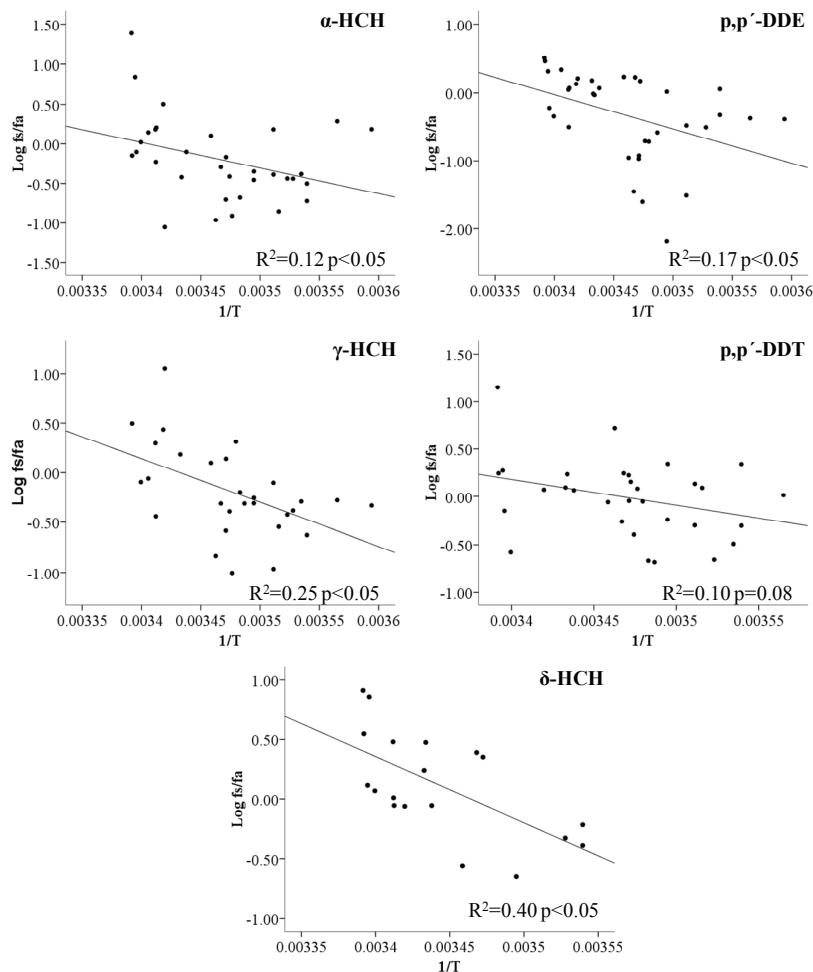 α-HCH
1.50
1.00
0.50
0.00
-0.50
-1.00
-1.50
Log fs/fa
R²=0.12 p<0.05
0.00335 0.0034 0.00345 0.0035 0.00355 0.0036
1/T
p,p´-DDE
1.00
0.00
-1.00
-2.00
Log fs/fa
R²=0.17 p<0.05
0.00335 0.0034 0.00345 0.0035 0.00355 0.0036
1/T
γ-HCH
1.00
0.50
0.00
-0.50
-1.00
Log fs/fa
R²=0.25 p<0.05
0.00335 0.0034 0.00345 0.0035 0.00355 0.0036
1/T
p,p´-DDT
1.50
1.00
0.50
0.00
-0.50
-1.00
Log fs/fa
R²=0.10 p=0.08
0.0034 0.00345 0.0035 0.00355
1/T
δ-HCH
1.00
0.50
0.00
-0.50
-1.00
Log fs/fa
R²=0.40 p<0.05
0.00335 0.0034 0.00345 0.0035 0.00355
1/T